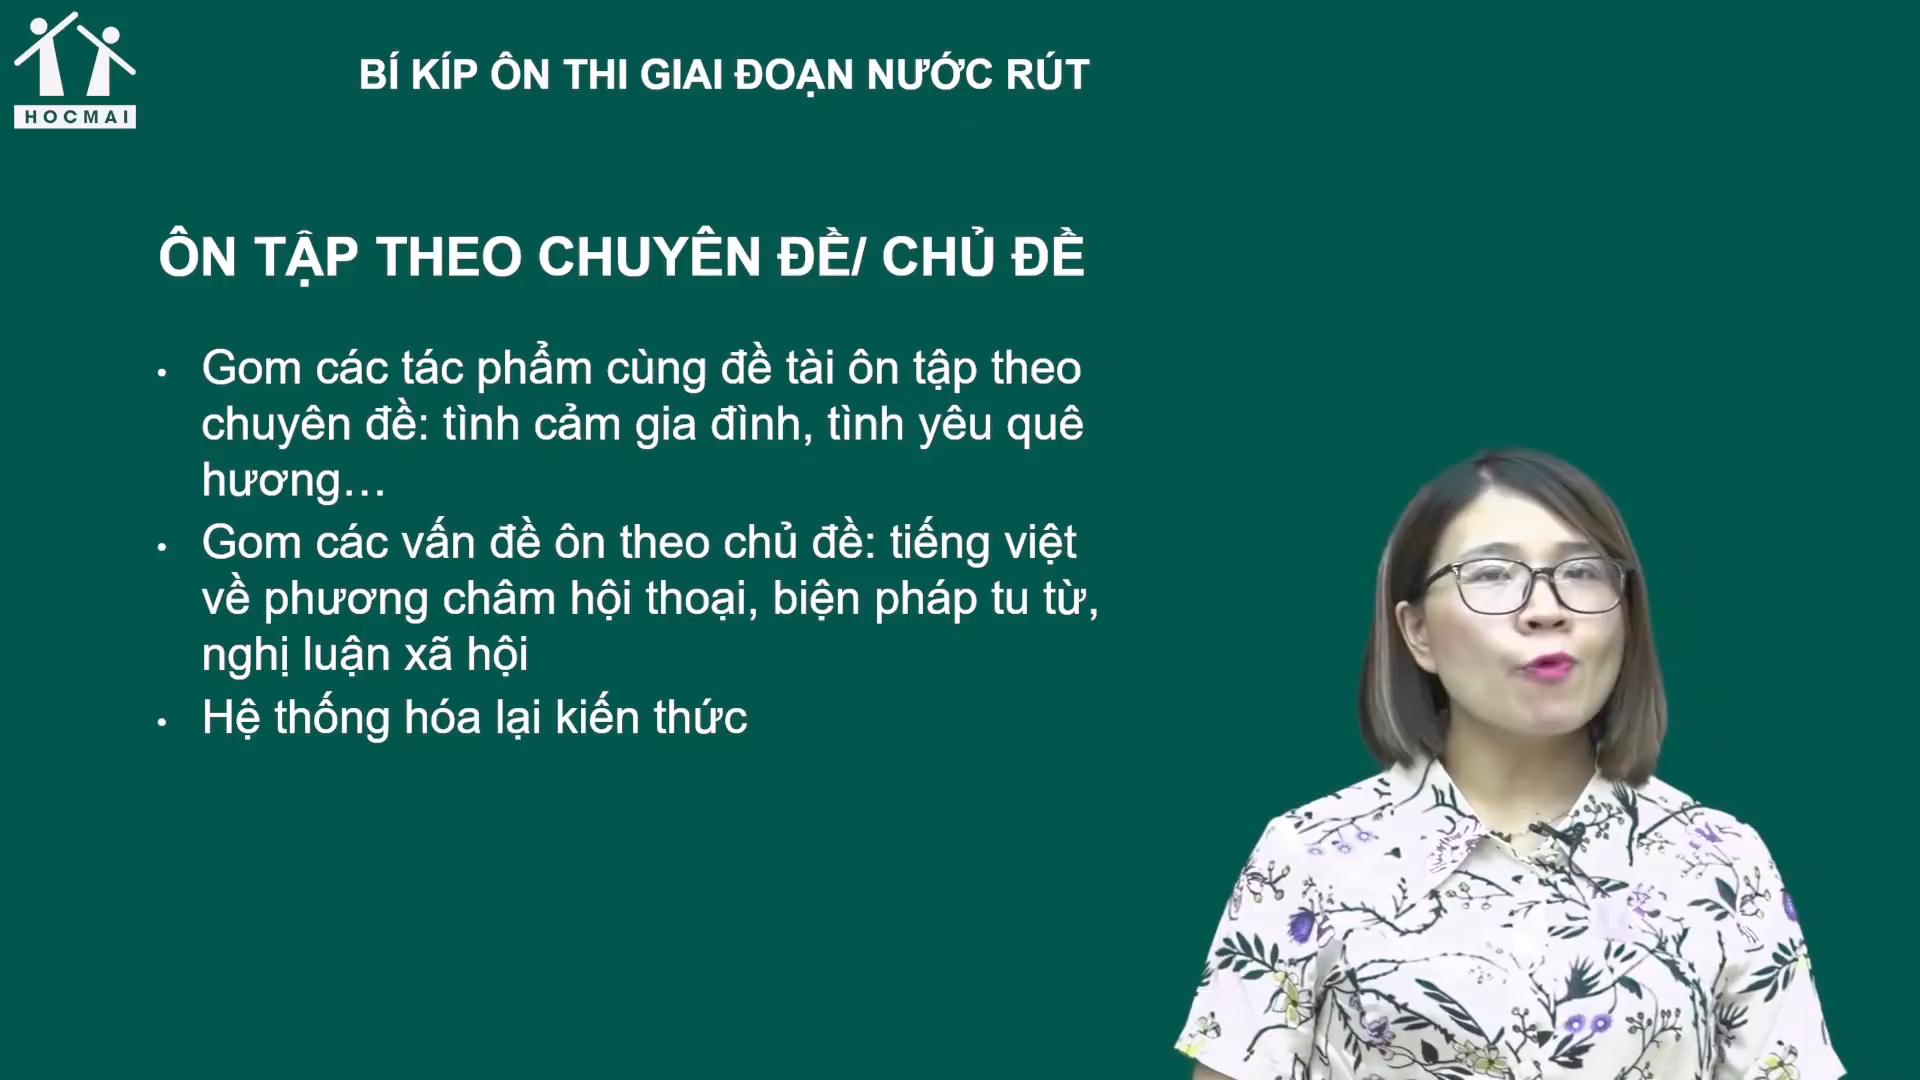 HOCMAI
BÍ KÍP ÔN THI GIAI ĐOẠN NƯỚC RÚT
ÔN TẬP THEO CHUYÊN ĐỀ/ CHỦ ĐỀ
• Gom các tác phẩm cùng đề tài ôn tập theo
chuyên đề: tình cảm gia đình, tình yêu quê
hương…
• Gom các vấn đề ôn theo chủ đề: tiếng việt
về phương châm hội thoại, biện pháp tu từ,
nghị luận xã hội
• Hệ thống hóa lại kiến thức